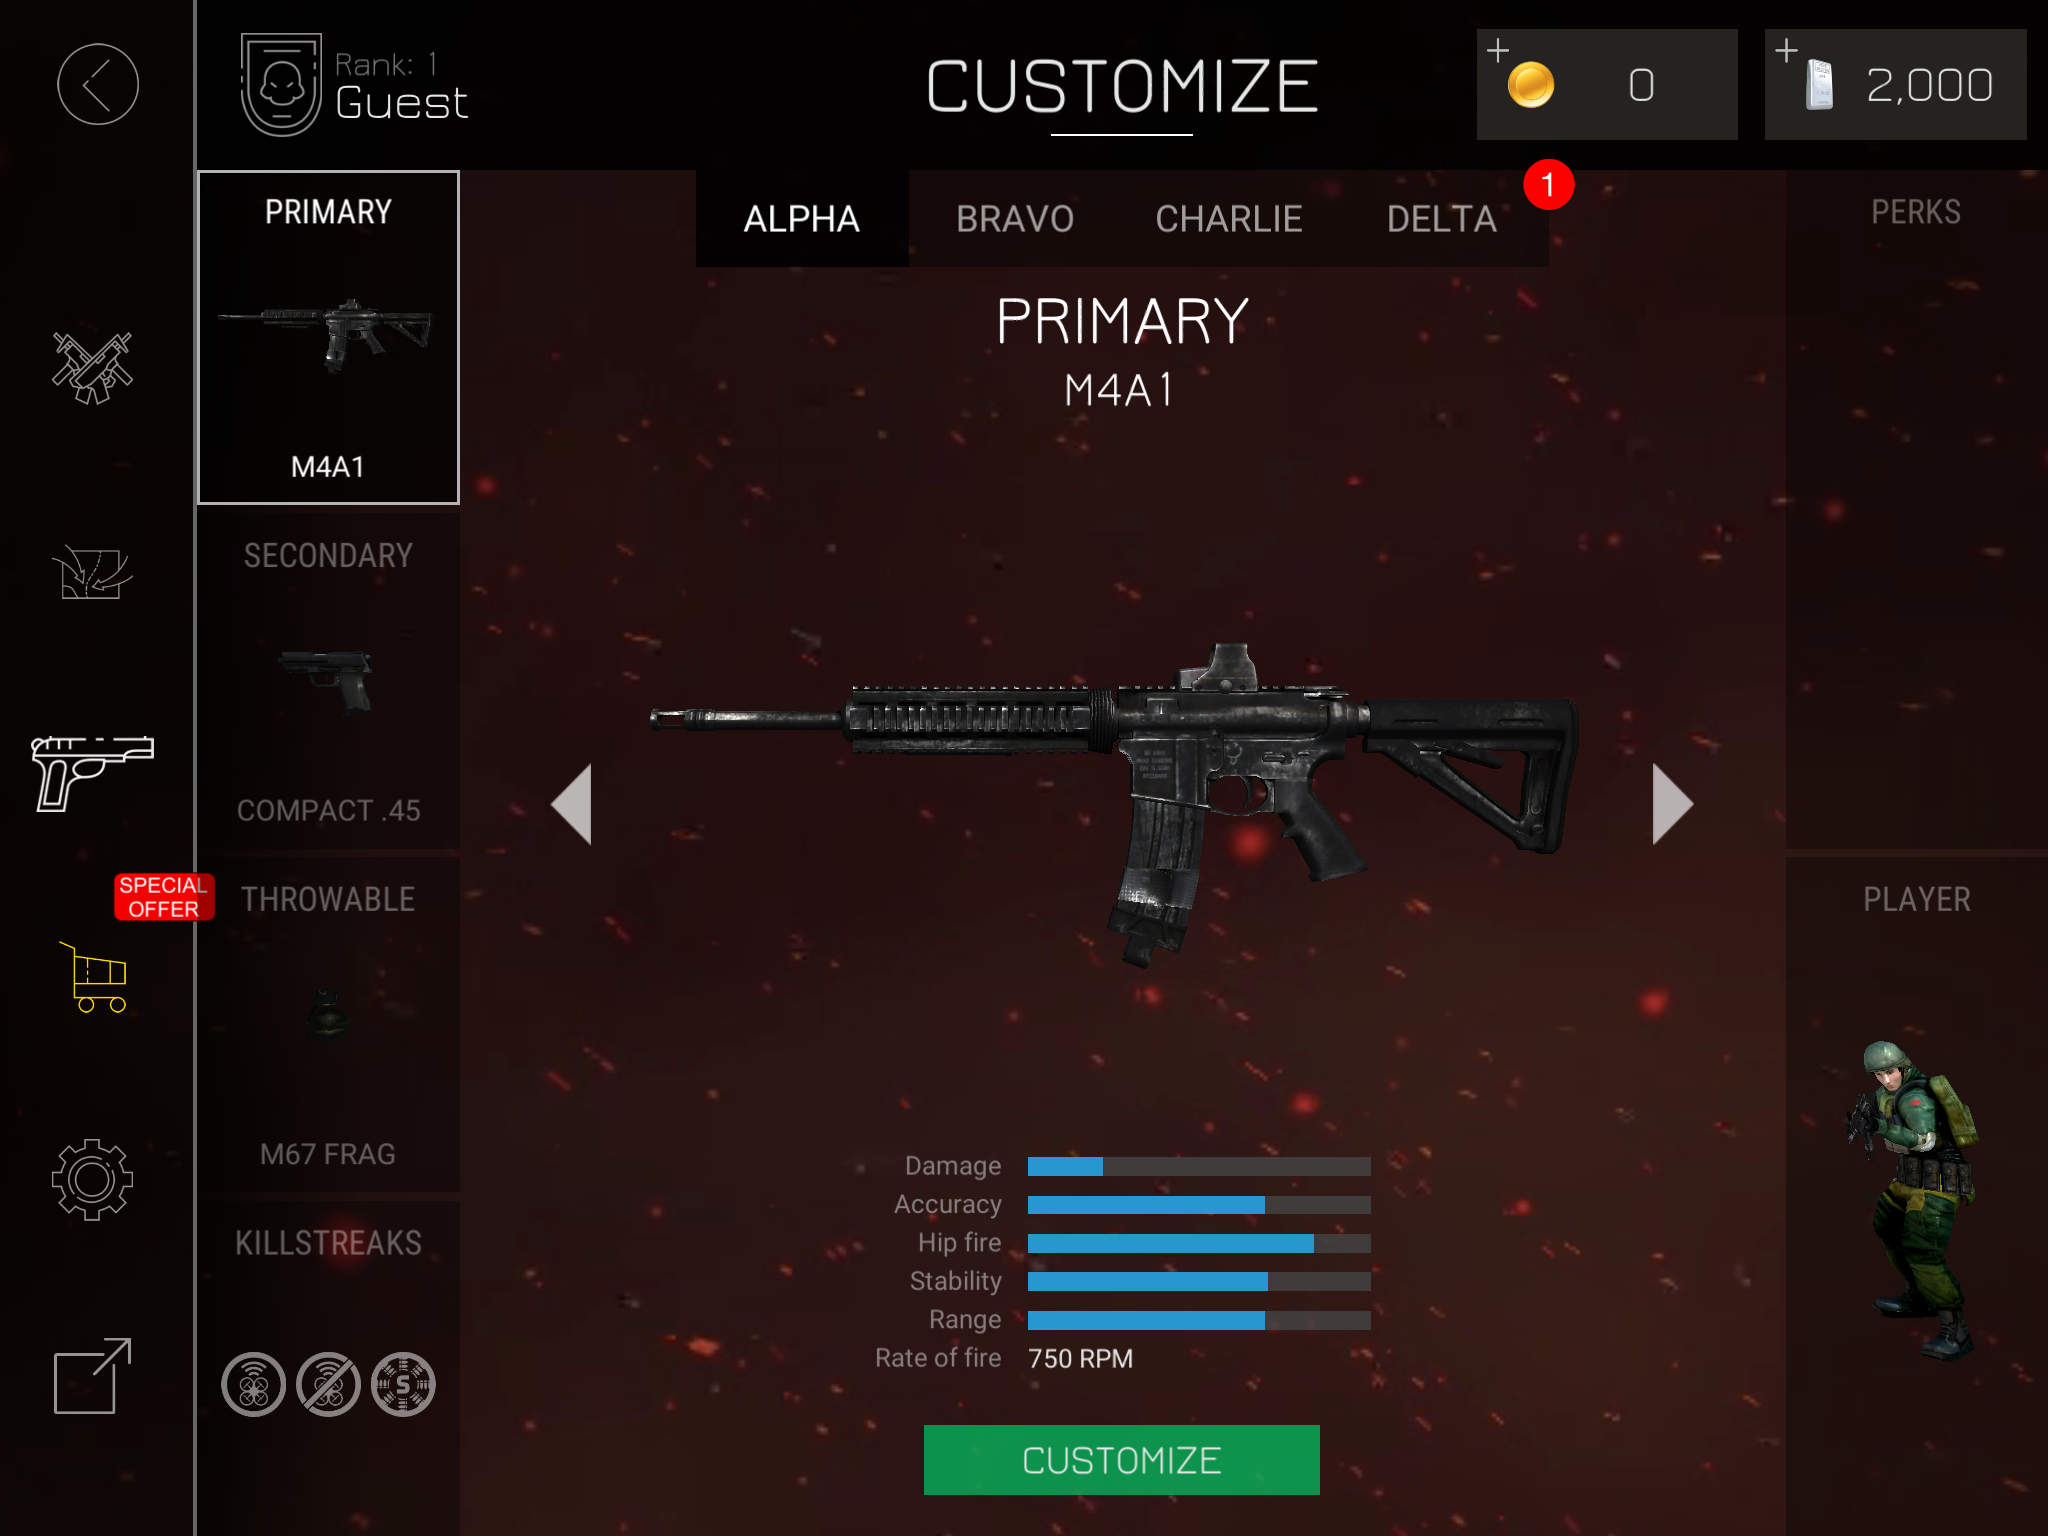 Rank: 1
Guest
CUSTOMIZE
0
2,000
PRIMARY
M4A1
SECONDARY
COMPACT .45
SPECIAL
OFFER
THROWABLE
M67 FRAG
KILLSTREAKS
S
ALPHA
BRAVO
CHARLIE
DELTA
1
PRIMARY
M4A1
Damage
Accuracy
Hip fire
Stability
Range
Rate of fire 750 RPM
CUSTOMIZE
PERKS
PLAYER